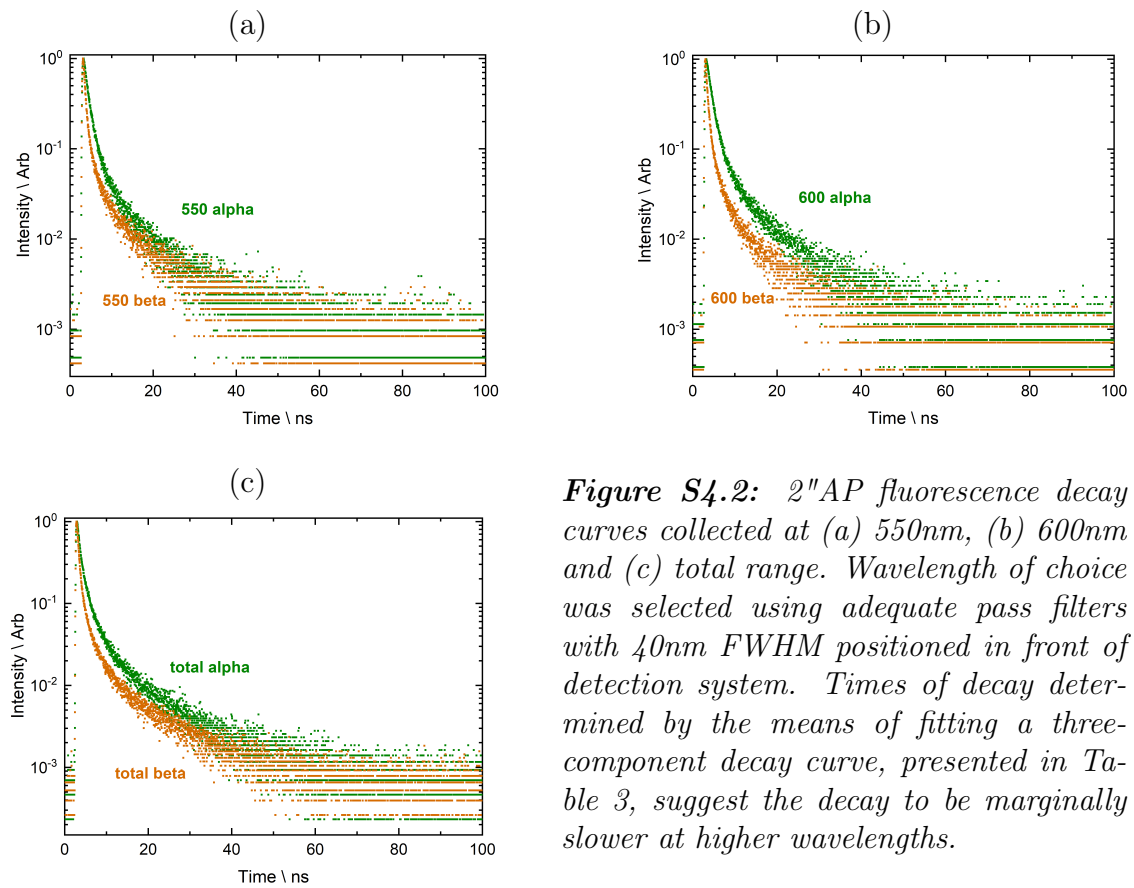 (a)
10⁰
10⁻¹
10⁻²
10⁻³
Intensity \ Arb
550 alpha
550 beta
0 20 40 60 80 100
Time \ ns
(b)
10⁰
10⁻¹
10⁻²
10⁻³
Intensity \ Arb
600 alpha
600 beta
0 20 40 60 80 100
Time \ ns
(c)
10⁰
10⁻¹
10⁻²
10⁻³
Intensity \ Arb
total alpha
total beta
0 20 40 60 80 100
Time \ ns
Figure S4.2: 2"AP fluorescence decay
curves collected at (a) 550nm, (b) 600nm
and (c) total range. Wavelength of choice
was selected using adequate pass filters
with 40nm FWHM positioned in front of
detection system. Times of decay deter-
mined by the means of fitting a three-
component decay curve, presented in Ta-
ble 3, suggest the decay to be marginally
slower at higher wavelengths.